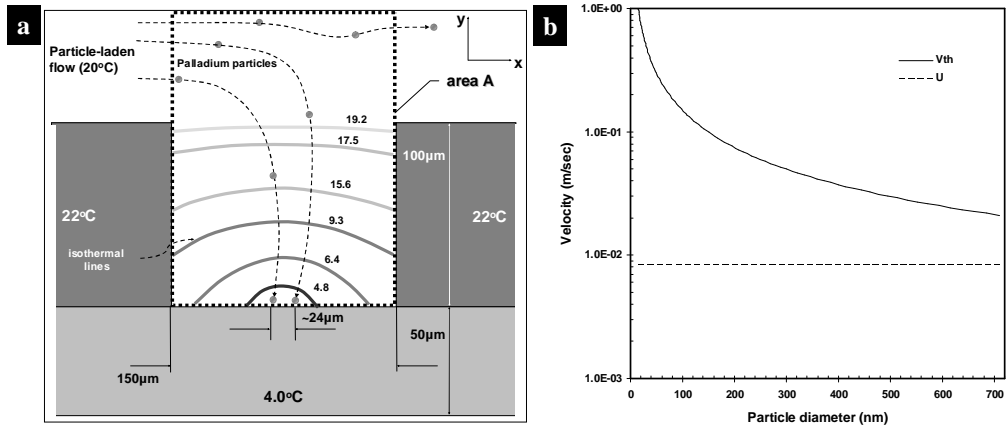 a
Particle-laden
flow (20°C)
Palladium particles
y
x
area A
19.2
17.5
100µm
15.6
22°C
22°C
9.3
isothermal
lines
6.4
4.8
~24µm
50µm
150µm
4.0°C
b
1.0E+00
Vth
U
1.0E-01
Velocity (m/sec)
1.0E-02
1.0E-03
0 100 200 300 400 500 600 700
Particle diameter (nm)